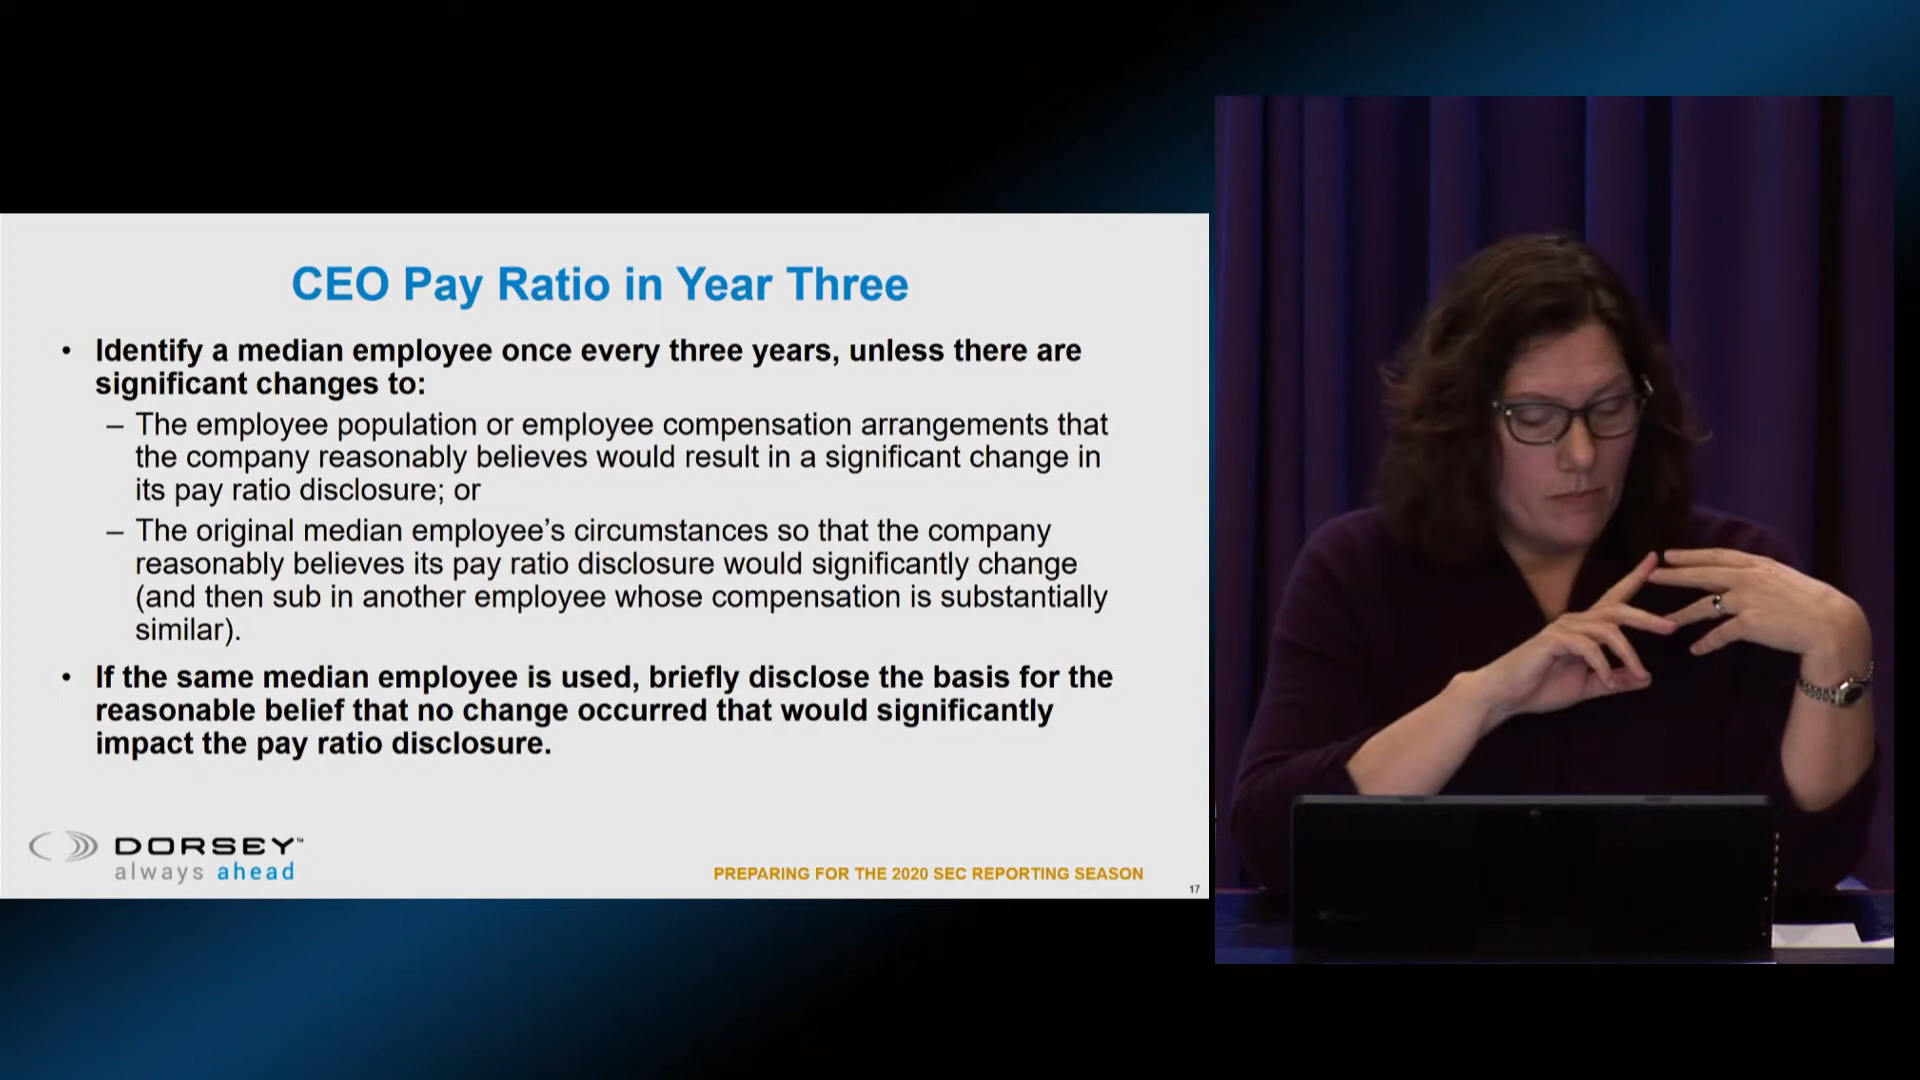 CEO Pay Ratio in Year Three
• Identify a median employee once every three years, unless there are
significant changes to:
– The employee population or employee compensation arrangements that
the company reasonably believes would result in a significant change in
its pay ratio disclosure; or
– The original median employee’s circumstances so that the company
reasonably believes its pay ratio disclosure would significantly change
(and then sub in another employee whose compensation is substantially
similar).
• If the same median employee is used, briefly disclose the basis for the
reasonable belief that no change occurred that would significantly
impact the pay ratio disclosure.
DORSEY™
always ahead
PREPARING FOR THE 2020 SEC REPORTING SEASON
17